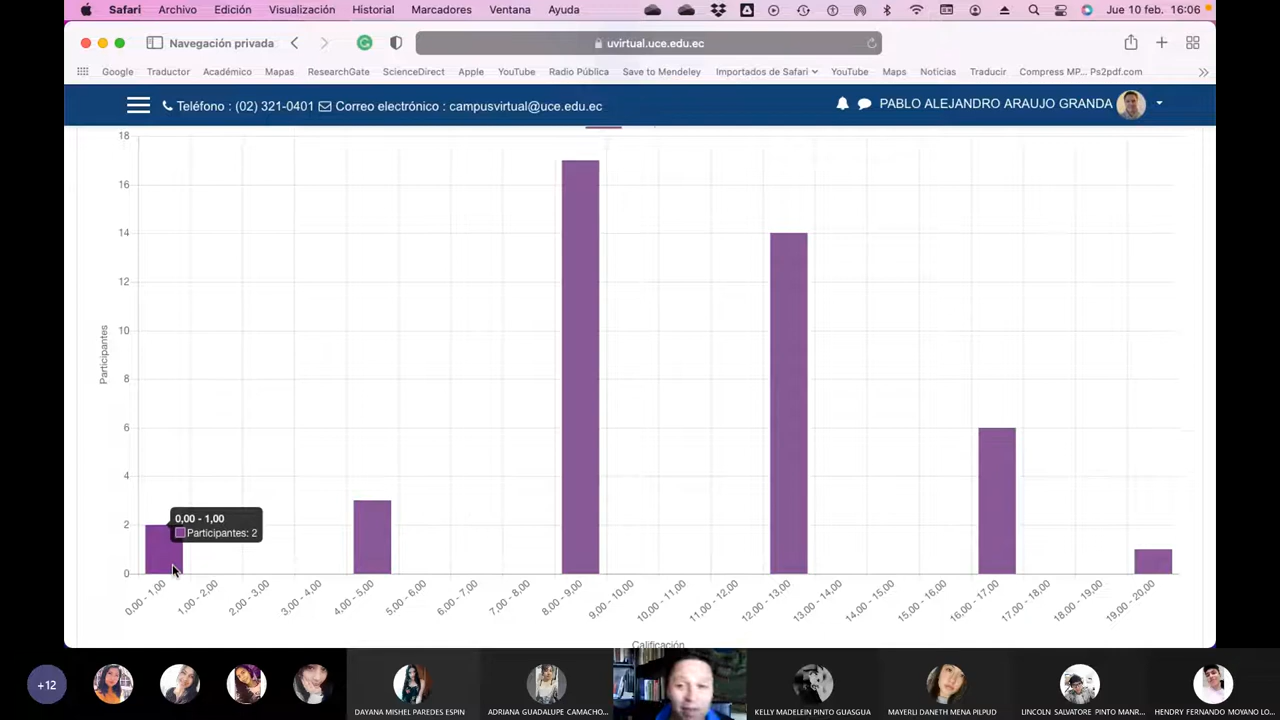 Safari Archivo Edición Visualización Historial Marcadores Ventana Ayuda Jue 10 feb. 16:06
Navegación privada uvirtual.uce.edu.ec
Google Traductor Académico Mapas ResearchGate ScienceDirect Apple YouTube Radio Pública Save to Mendeley Importados de Safari YouTube Maps Noticias Traducir Compress MP... Ps2pdf.com
Teléfono : (02) 321-0401 Correo electrónico : campusvirtual@uce.edu.ec PABLO ALEJANDRO ARAUJO GRANDA
18
16
14
12
10
8
6
4
2
0
Participantes
0,00 - 1,00
Participantes: 2
0,00 - 1,00 1,00 - 2,00 2,00 - 3,00 3,00 - 4,00 4,00 - 5,00 5,00 - 6,00 6,00 - 7,00 7,00 - 8,00 8,00 - 9,00 9,00 - 10,00 10,00 - 11,00 11,00 - 12,00 12,00 - 13,00 13,00 - 14,00 14,00 - 15,00 15,00 - 16,00 16,00 - 17,00 17,00 - 18,00 18,00 - 19,00 19,00 - 20,00
Calificación
+12
DAYANA MISHEL PAREDES ESPIN ADRIANA GUADALUPE CAMACHO... KELLY MADELEIN PINTO GUASGUA MAYERLI DANETH MENA PILPUD LINCOLN SALVATORE PINTO MANR... HENDRY FERNANDO MOYANO LO...